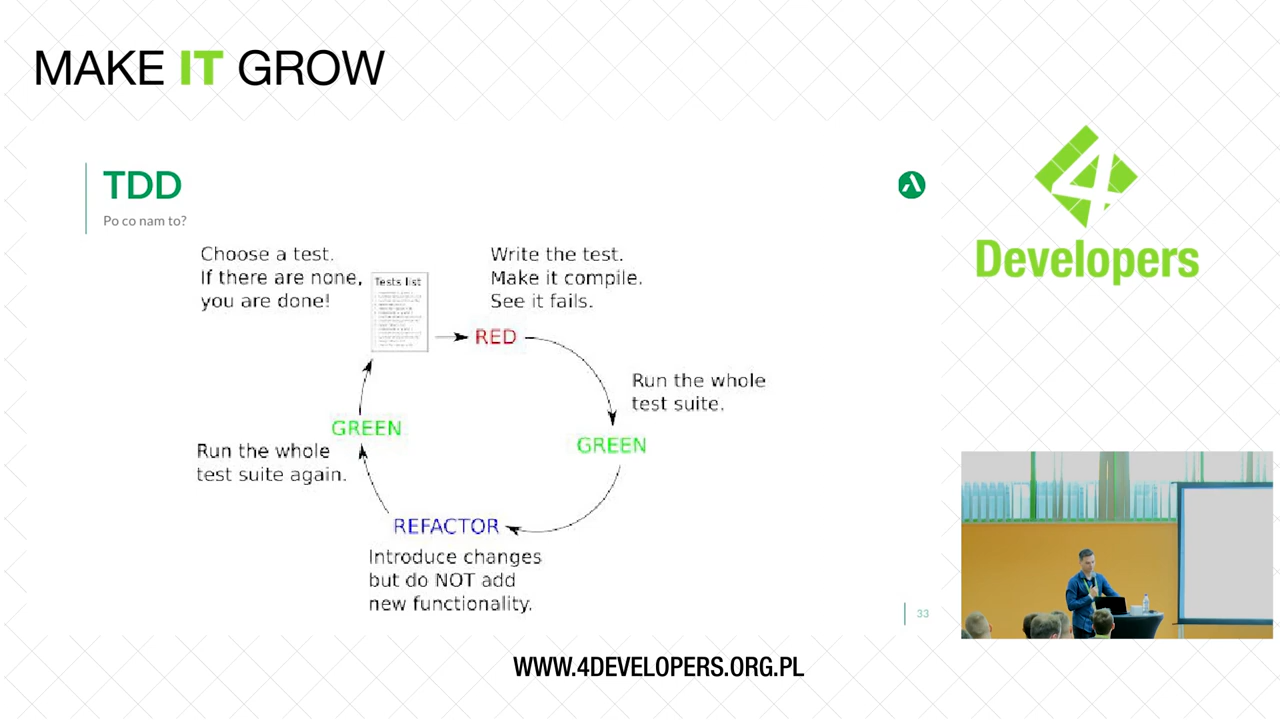 MAKE IT GROW
TDD
Po co nam to?
Choose a test.
If there are none,
you are done!
Tests list
Write the test.
Make it compile.
See it fails.
RED
Run the whole
test suite.
GREEN
REFACTOR
Introduce changes
but do NOT add
new functionality.
GREEN
Run the whole
test suite again.
33
4
Developers
WWW.4DEVELOPERS.ORG.PL